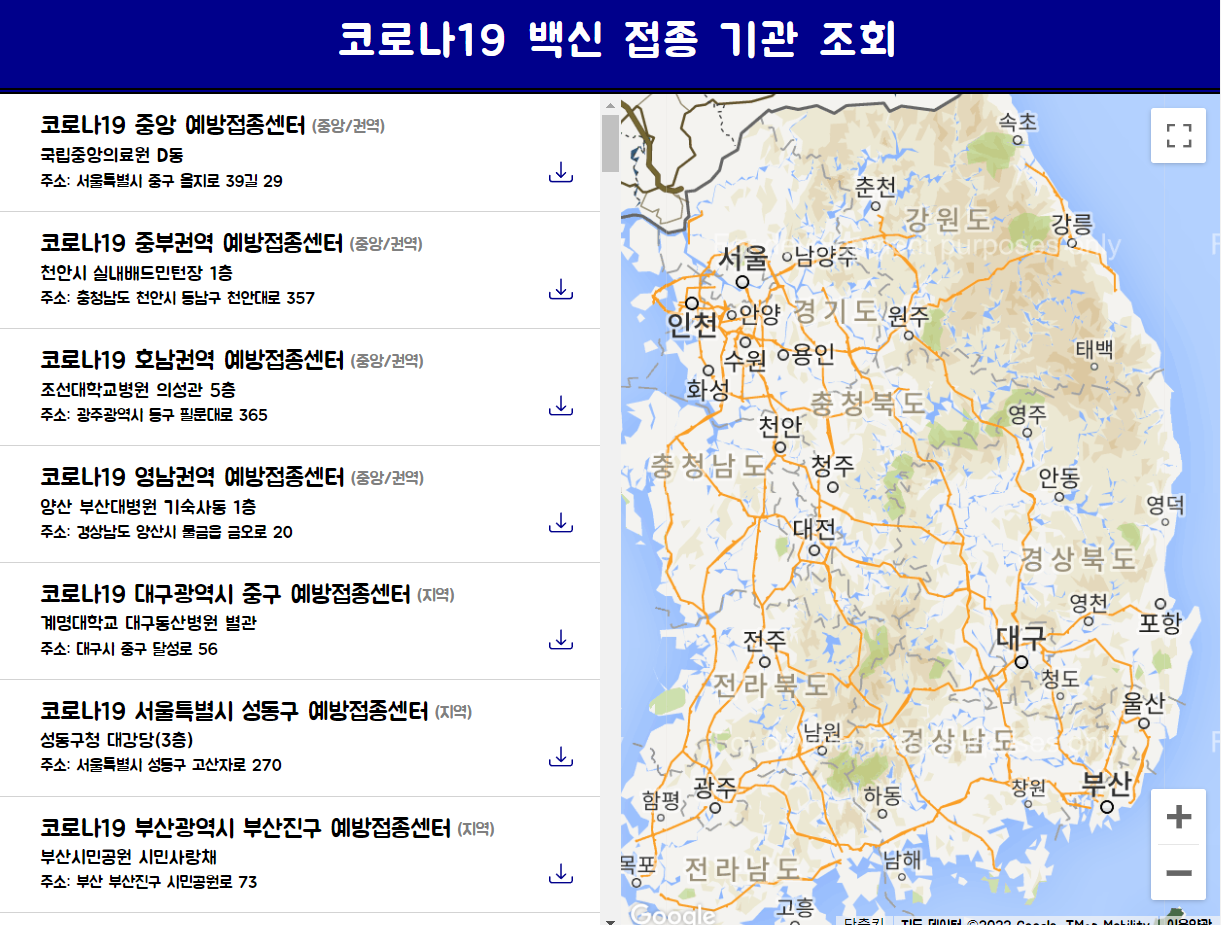 코로나19 백신 접종 기관 조회
코로나19 중앙 예방접종센터 (중앙/권역)
국립중앙의료원 D동
주소: 서울특별시 중구 을지로 39길 29
코로나19 중부권역 예방접종센터 (중앙/권역)
천안시 실내배드민턴장 1층
주소: 충청남도 천안시 동남구 천안대로 357
코로나19 호남권역 예방접종센터 (중앙/권역)
조선대학교병원 의성관 5층
주소: 광주광역시 동구 필문대로 365
코로나19 영남권역 예방접종센터 (중앙/권역)
양산 부산대병원 기숙사동 1층
주소: 경상남도 양산시 물금읍 금오로 20
코로나19 대구광역시 중구 예방접종센터 (지역)
계명대학교 대구동산병원 별관
주소: 대구시 중구 달성로 56
코로나19 서울특별시 성동구 예방접종센터 (지역)
성동구청 대강당(3층)
주소: 서울특별시 성동구 고산자로 270
코로나19 부산광역시 부산진구 예방접종센터 (지역)
부산시민공원 시민사랑채
주소: 부산 부산진구 시민공원로 73
속초
춘천
강원도
강릉
purposes only
서울
남양주
인천
안양
경기도
원주
수원
용인
태백
화성
충청북도
영주
천안
충청남도
청주
안동
영덕
대전
경상북도
영천
포항
전주
대구
청도
전라북도
울산
남원
경상남도
함평
광주
하동
창원
부산
목포
전라남도
남해
고흥
Google
단축키
지도 데이터 ©2022 Google, TMap Mobility
이용약관